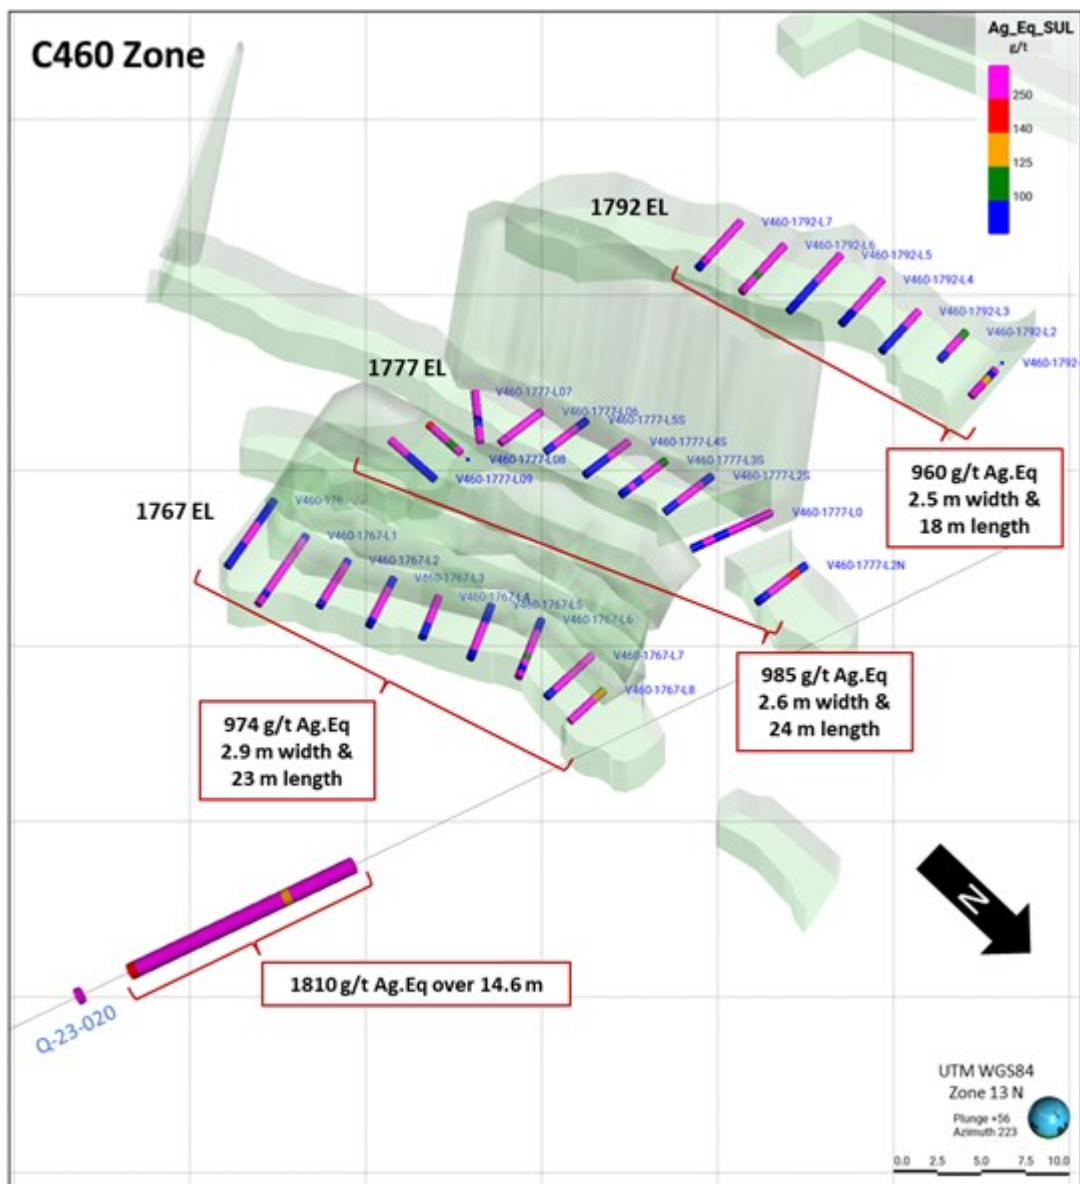 C460 Zone
Ag_Eq_SUL
g/t
250
140
125
100
1792 EL
V460-1792-L7
V460-1792-L6
V460-1792-L5
V460-1792-L4
V460-1792-L3
V460-1792-L2
V460-1792-
1777 EL
V460-1777-L07
V460-1777-L06
V460-1777-L5S
V460-1777-L4S
V460-1777-L3S
V460-1777-L2S
V460-1777-L08
V460-1777-L09
V460-1777-L0
V460-1777-L2N
960 g/t Ag.Eq
2.5 m width &
18 m length
1767 EL
V460-1767-L1
V460-1767-L2
V460-1767-L3
V460-1767-L4
V460-1767-L5
V460-1767-L6
V460-1767-L7
V460-1767-L8
985 g/t Ag.Eq
2.6 m width &
24 m length
974 g/t Ag.Eq
2.9 m width &
23 m length
N
1810 g/t Ag.Eq over 14.6 m
Q-23-020
UTM WGS84
Zone 13 N
Plunge +56
Azimuth 223
0.0 2.5 5.0 7.5 10.0